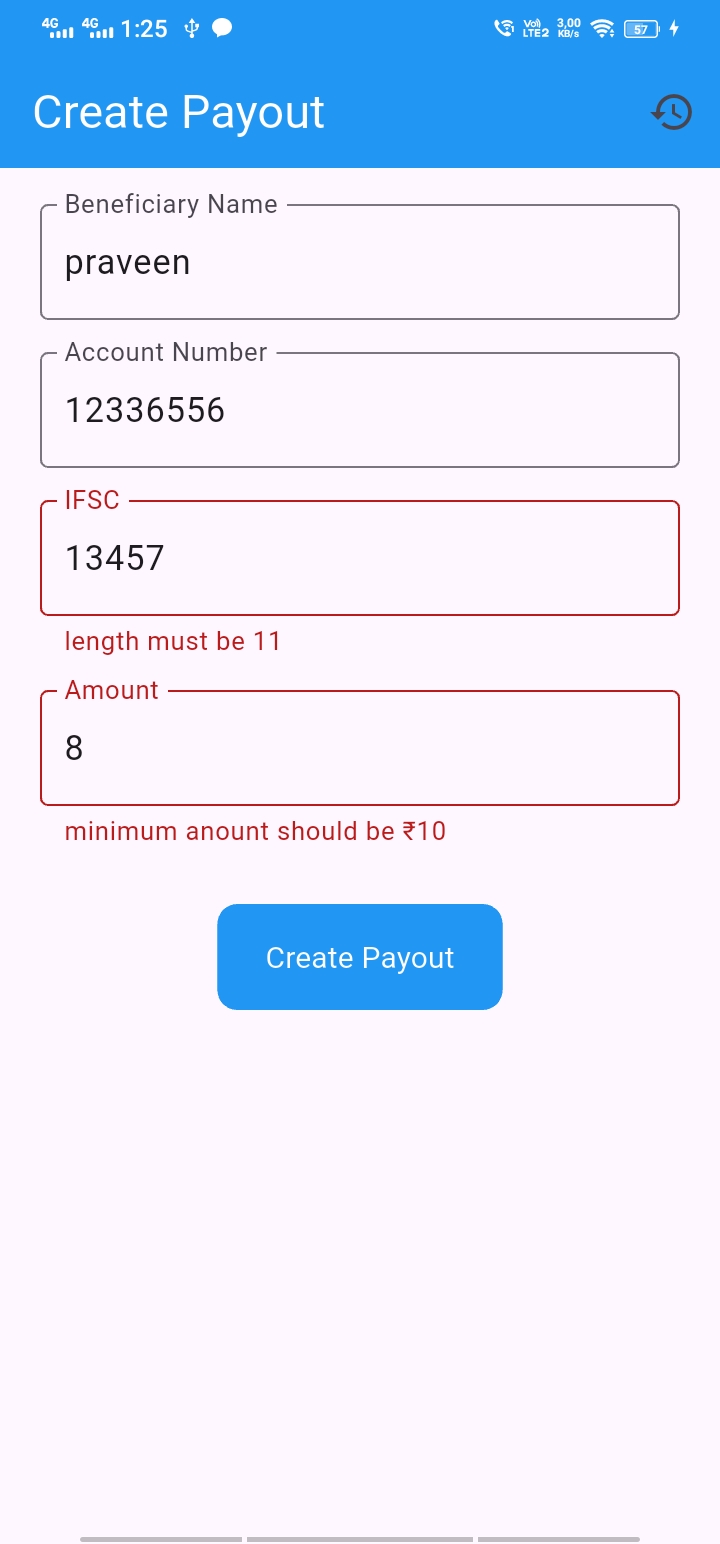 4G 4G 1:25 Vo) LTE2 3,00 KB/s 57
Create Payout
Beneficiary Name
praveen
Account Number
12336556
IFSC
13457
length must be 11
Amount
8
minimum anount should be ₹10
Create Payout